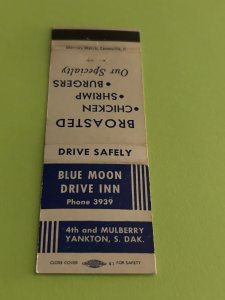 BROASTED
• CHICKEN
• SHRIMP
• BURGERS
Our Specialty
DRIVE SAFELY
BLUE MOON
DRIVE INN
Phone 3939
4th and MULBERRY
YANKTON, S. DAK.
CLOSE COVER FOR SAFETY